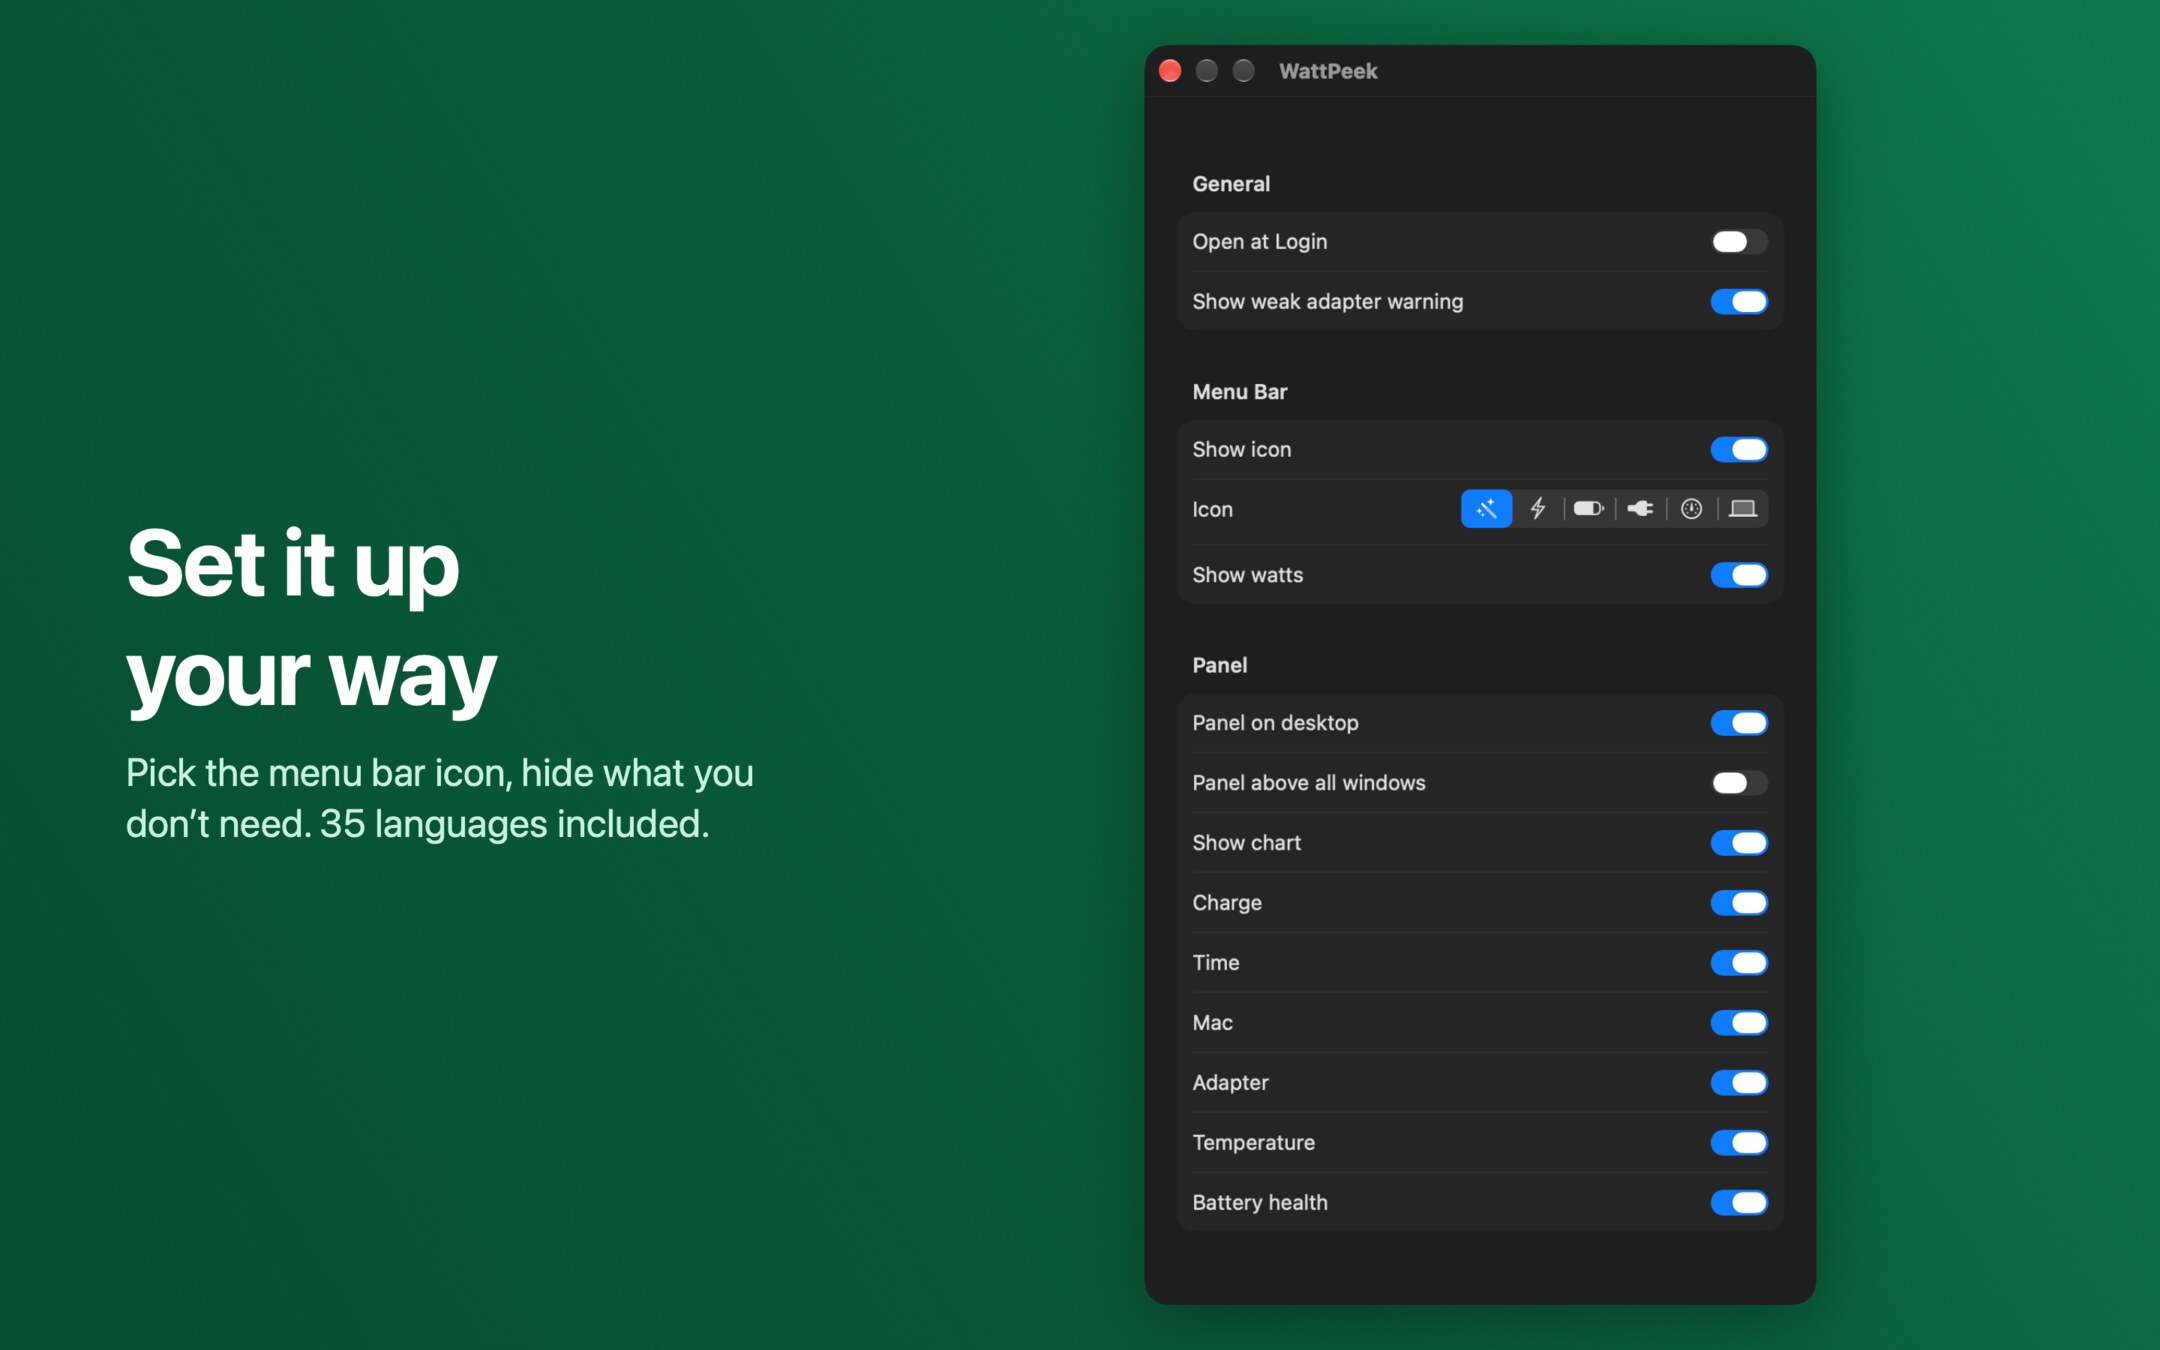 Set it up
your way
Pick the menu bar icon, hide what you
don’t need. 35 languages included.
WattPeek
General
Open at Login
Show weak adapter warning
Menu Bar
Show icon
Icon
Show watts
Panel
Panel on desktop
Panel above all windows
Show chart
Charge
Time
Mac
Adapter
Temperature
Battery health